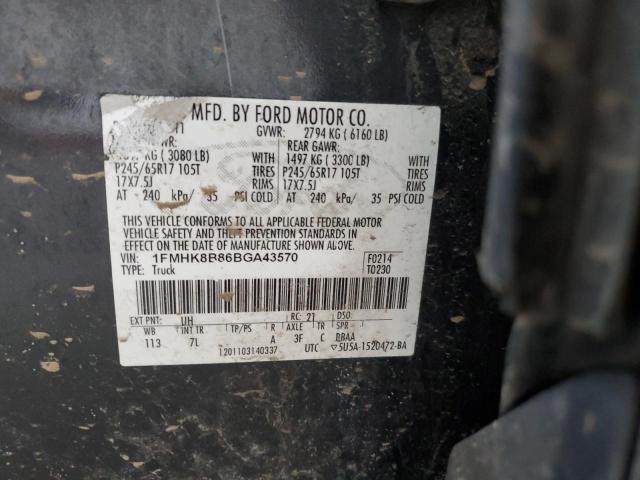 MFD. BY FORD MOTOR CO.
GVWR: 2794 KG ( 6160 LB)
REAR GAWR:
KG ( 3080 LB) WITH 1497 KG ( 3300 LB) WITH
P245/65R17 105T TIRES P245/65R17 105T TIRES
17X7.5J RIMS 17X7.5J RIMS
AT 240 kPa/ 35 PSI COLD AT 240 kPa/ 35 PSI COLD
THIS VEHICLE CONFORMS TO ALL APPLICABLE FEDERAL MOTOR
VEHICLE SAFETY AND THEFT PREVENTION STANDARDS IN
EFFECT ON THE DATE OF MANUFACTURE SHOWN ABOVE.
VIN: 1FMHK8B86BGA43570 F0214
TYPE: Truck T0230
EXT PNT: UH RC: 21 DSO:
WB INT TR TP/PS R AXLE TR SPR
113 7L A 3F C BBAA
1201103140337 UTC 5U5A-1520472-BA